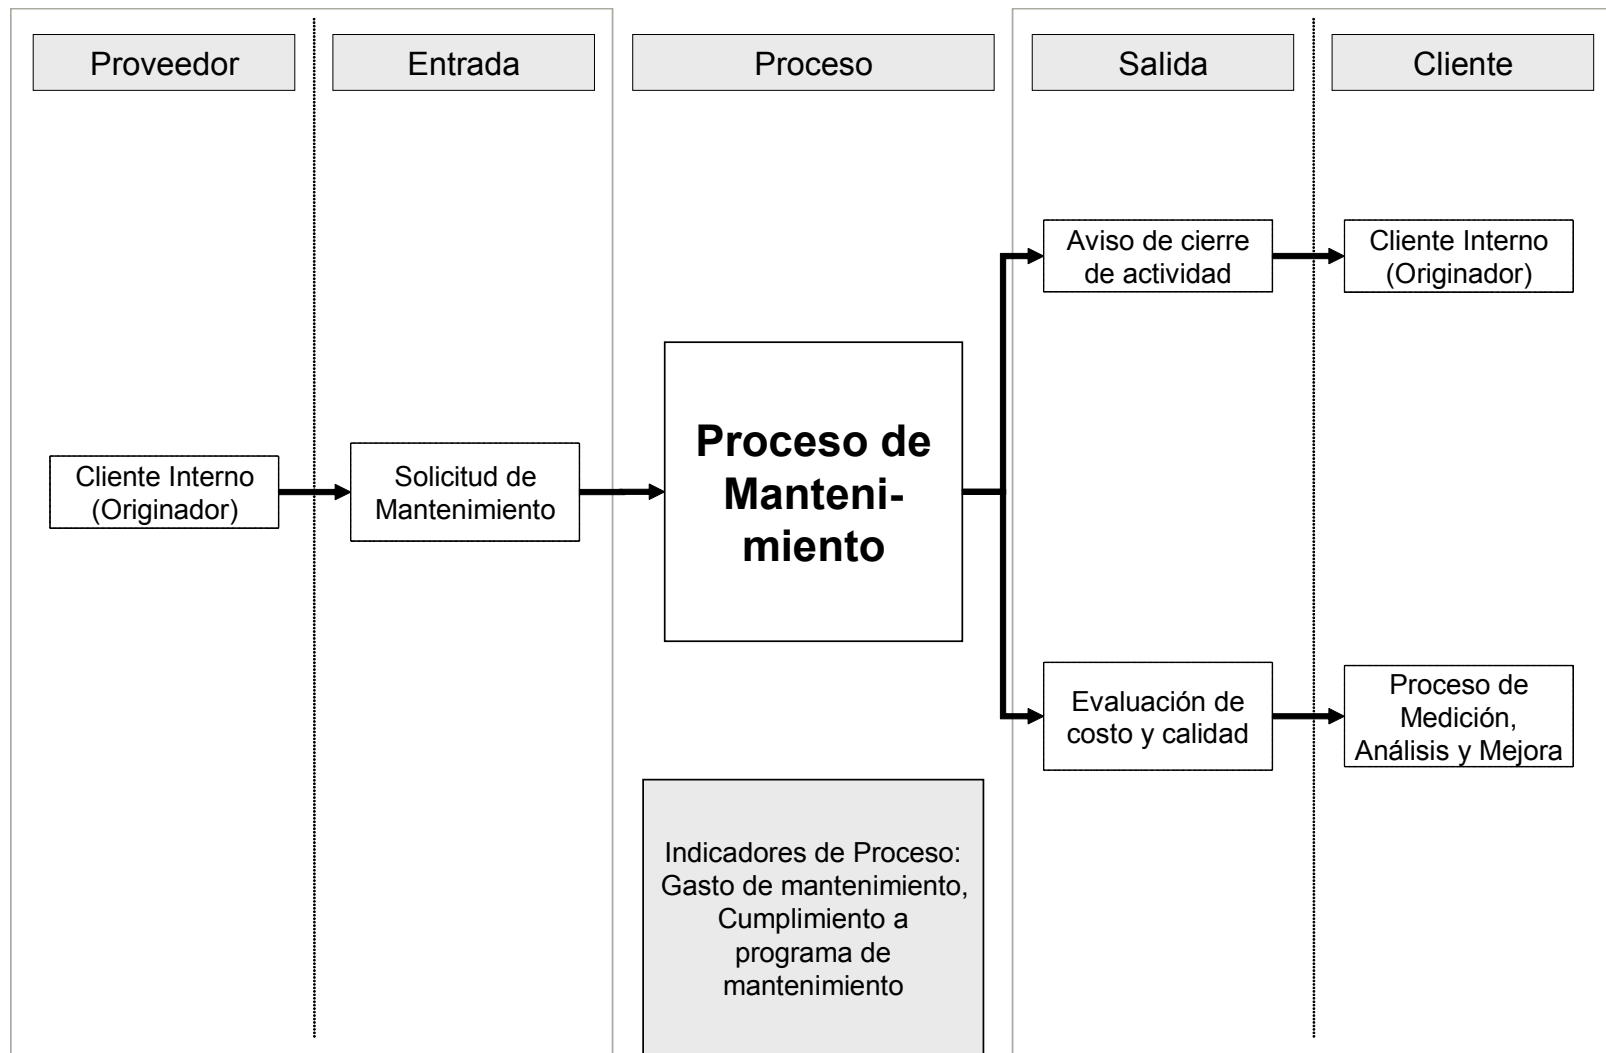 Proveedor
Entrada
Proceso
Salida
Cliente
Cliente Interno
(Originador)
Solicitud de
Mantenimiento
Proceso de
Manteni-
miento
Aviso de cierre
de actividad
Cliente Interno
(Originador)
Evaluación de
costo y calidad
Proceso de
Medición,
Análisis y Mejora
Indicadores de Proceso:
Gasto de mantenimiento,
Cumplimiento a
programa de
mantenimiento